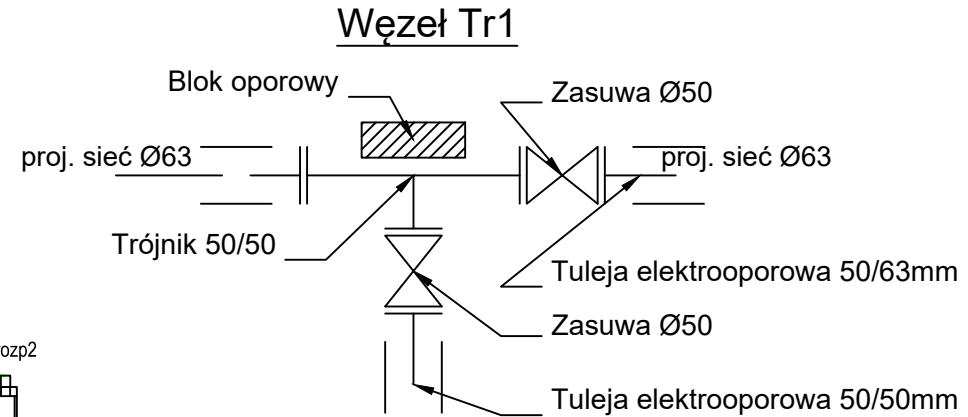 Węzeł Tr1
Blok oporowy
Zasuwa Ø50
proj. sieć Ø63
proj. sieć Ø63
Trójnik 50/50
Tuleja elektrooporowa 50/63mm
Zasuwa Ø50
ozp2
Tuleja elektrooporowa 50/50mm